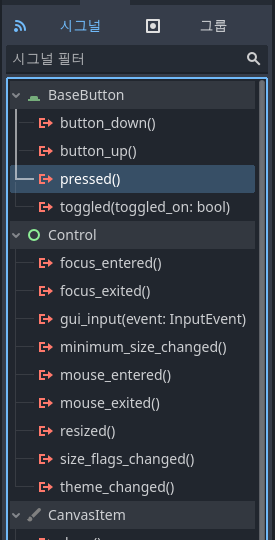 시그널 그룹
시그널 필터
BaseButton
button_down()
button_up()
pressed()
toggled(toggled_on: bool)
Control
focus_entered()
focus_exited()
gui_input(event: InputEvent)
minimum_size_changed()
mouse_entered()
mouse_exited()
resized()
size_flags_changed()
theme_changed()
CanvasItem